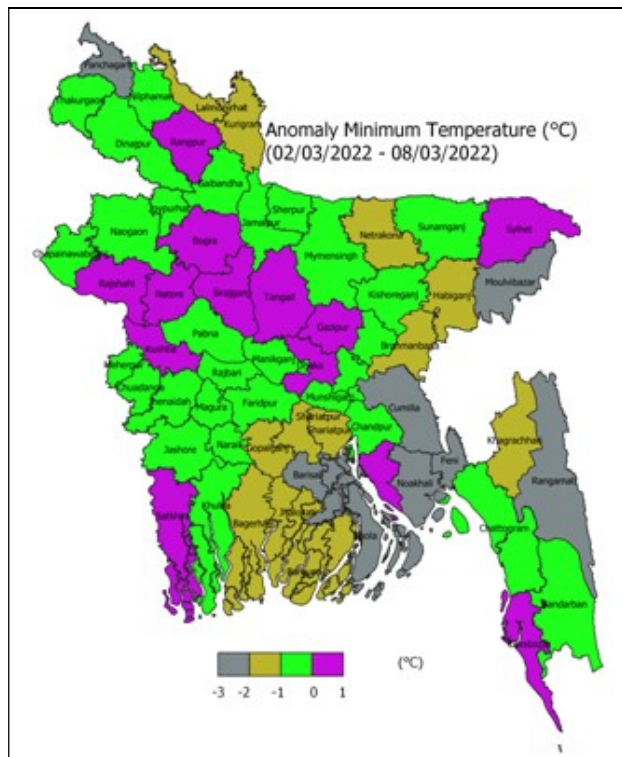 Panchagarh
Nilphamari
Thakurgaon
Lalmonirhat
Kurigram
Anomaly Minimum Temperature (°C)
(02/03/2022 - 08/03/2022)
Rangpur
Dinajpur
Gaibandha
Sherpur
Joypurhat
Jamalpur
Naogaon
Sunamganj
Sylhet
Netrakona
Bogra
Mymensingh
Moulvibazar
Rajshahi
Natore
Sirajganj
Tangail
Kishoreganj
Habiganj
Gazipur
Pabna
Brahmanbaria
Kushtia
Manikganj
Dhaka
Meherpur
Rajbari
Chuadanga
Jhenaidah
Magura
Faridpur
Munshiganj
Cumilla
Shariatpur
Chandpur
Shariatpur
Khagrachhari
Jashore
Narail
Gopalganj
Feni
Barisal
Noakhali
Rangamati
Satkhira
Khulna
Bagerhat
Bhola
Chattogram
Bandarban
(°C)
-3 -2 -1 0 1